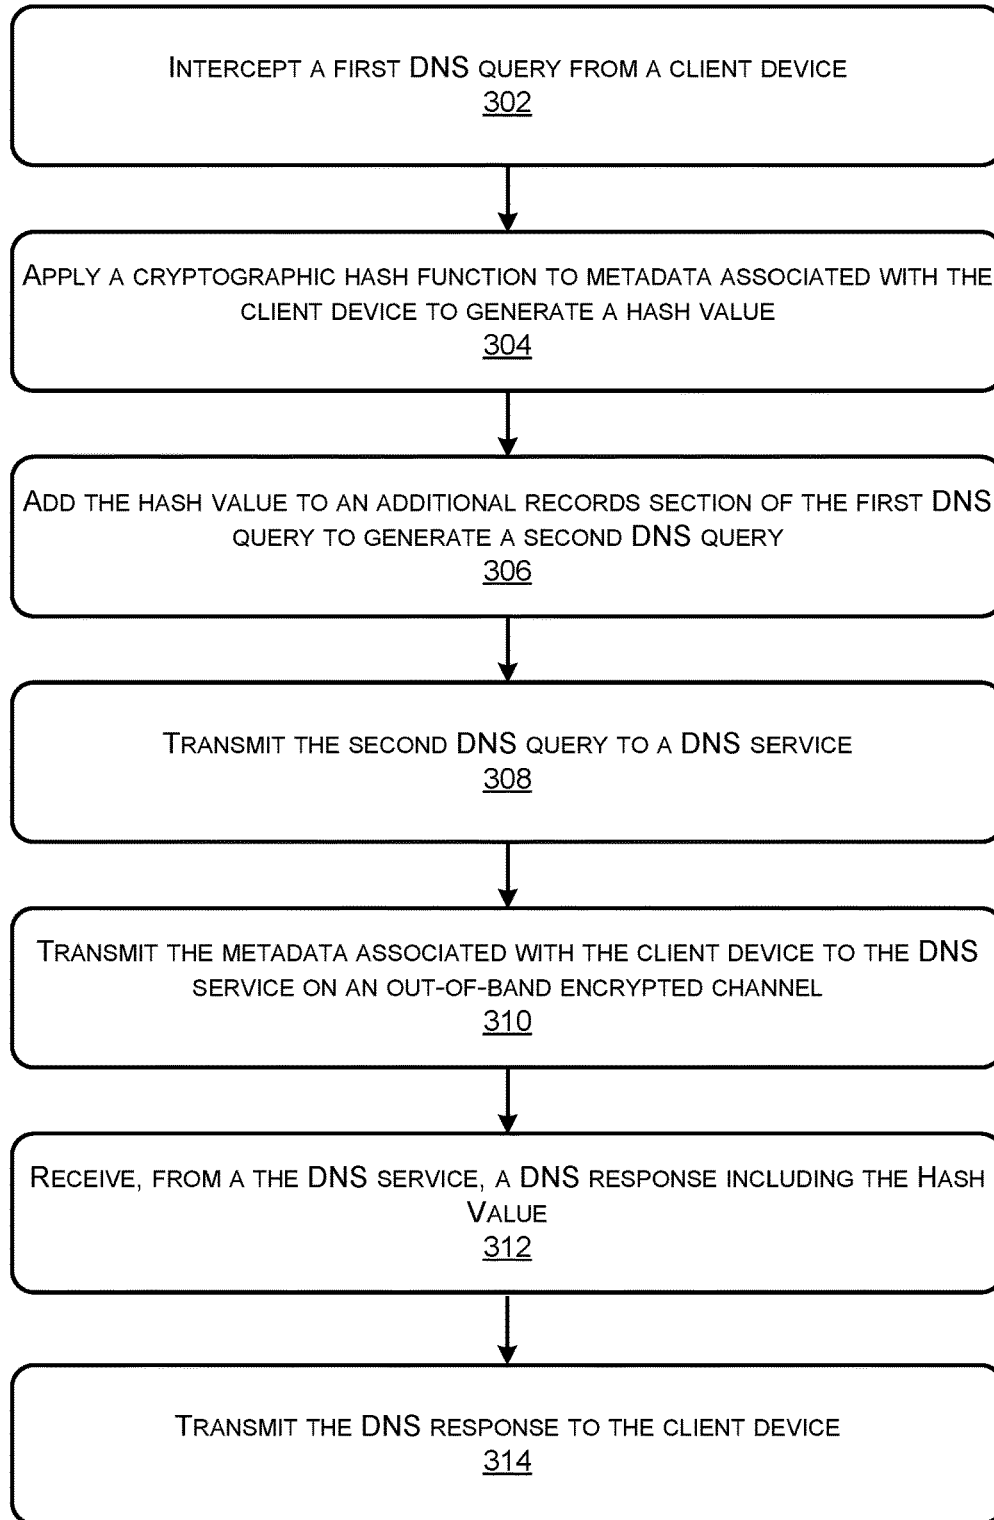 INTERCEPT A FIRST DNS QUERY FROM A CLIENT DEVICE
302
APPLY A CRYPTOGRAPHIC HASH FUNCTION TO METADATA ASSOCIATED WITH THE
CLIENT DEVICE TO GENERATE A HASH VALUE
304
ADD THE HASH VALUE TO AN ADDITIONAL RECORDS SECTION OF THE FIRST DNS
QUERY TO GENERATE A SECOND DNS QUERY
306
TRANSMIT THE SECOND DNS QUERY TO A DNS SERVICE
308
TRANSMIT THE METADATA ASSOCIATED WITH THE CLIENT DEVICE TO THE DNS
SERVICE ON AN OUT-OF-BAND ENCRYPTED CHANNEL
310
RECEIVE, FROM A THE DNS SERVICE, A DNS RESPONSE INCLUDING THE HASH
VALUE
312
TRANSMIT THE DNS RESPONSE TO THE CLIENT DEVICE
314